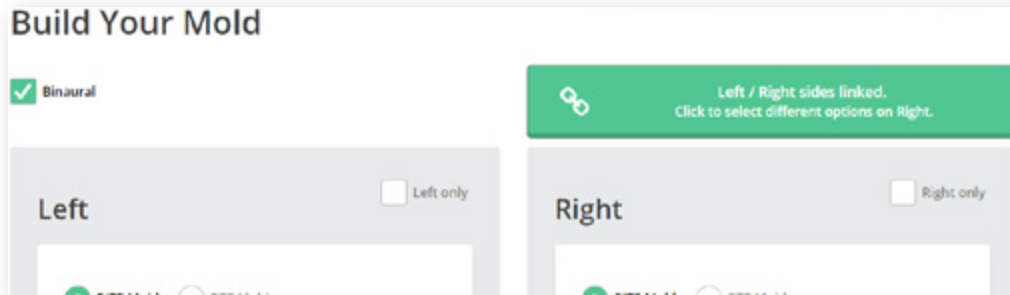 Build Your Mold
Binaural
Left / Right sides linked.
Click to select different options on Right.
Left
Left only
Right
Right only